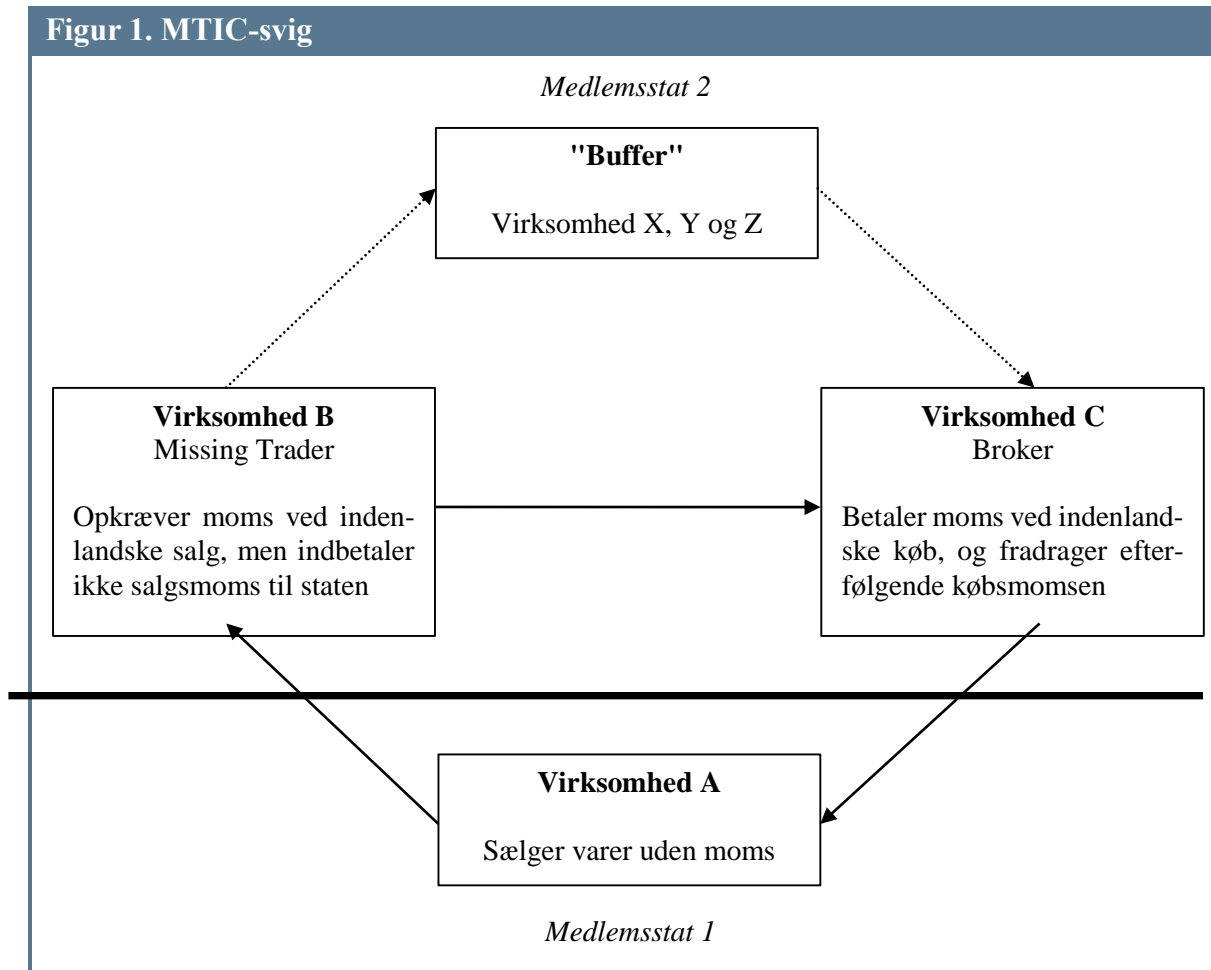 Figur 1. MTIC-svig
Medlemsstat 2
"Buffer"
Virksomhed X, Y og Z
Virksomhed B
Missing Trader
Opkræver moms ved inden-
landske salg, men indbetaler
ikke salgsmoms til staten
Virksomhed C
Broker
Betaler moms ved indenland-
ske køb, og fradrager efter-
følgende købsmomsen
Virksomhed A
Sælger varer uden moms
Medlemsstat 1